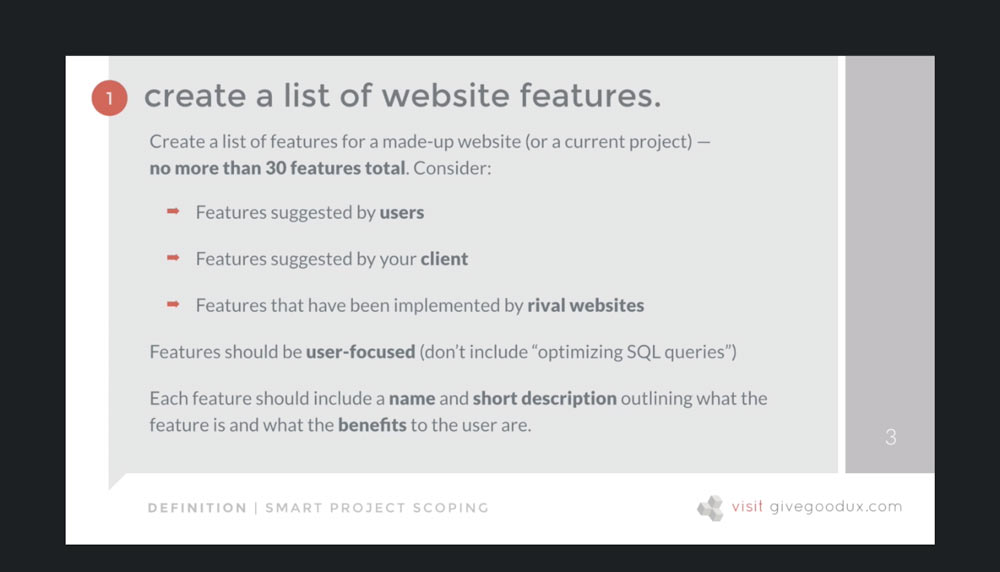 1
create a list of website features.
Create a list of features for a made-up website (or a current project) —
no more than 30 features total. Consider:
➡ Features suggested by users
➡ Features suggested by your client
➡ Features that have been implemented by rival websites
Features should be user-focused (don’t include “optimizing SQL queries”)
Each feature should include a name and short description outlining what the
feature is and what the benefits to the user are.
3
DEFINITION | SMART PROJECT SCOPING
visit givegoodux.com